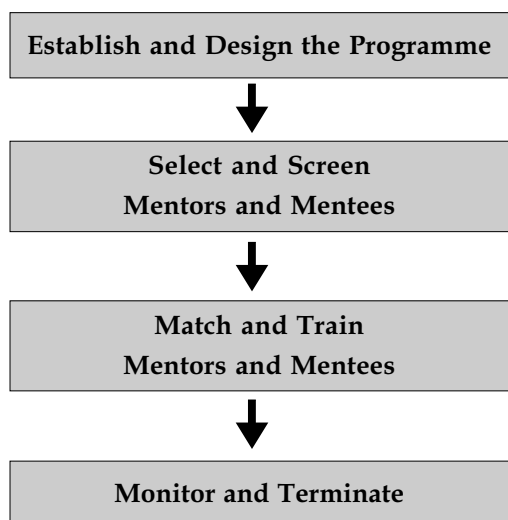 Establish and Design the Programme
Select and Screen
Mentors and Mentees
Match and Train
Mentors and Mentees
Monitor and Terminate